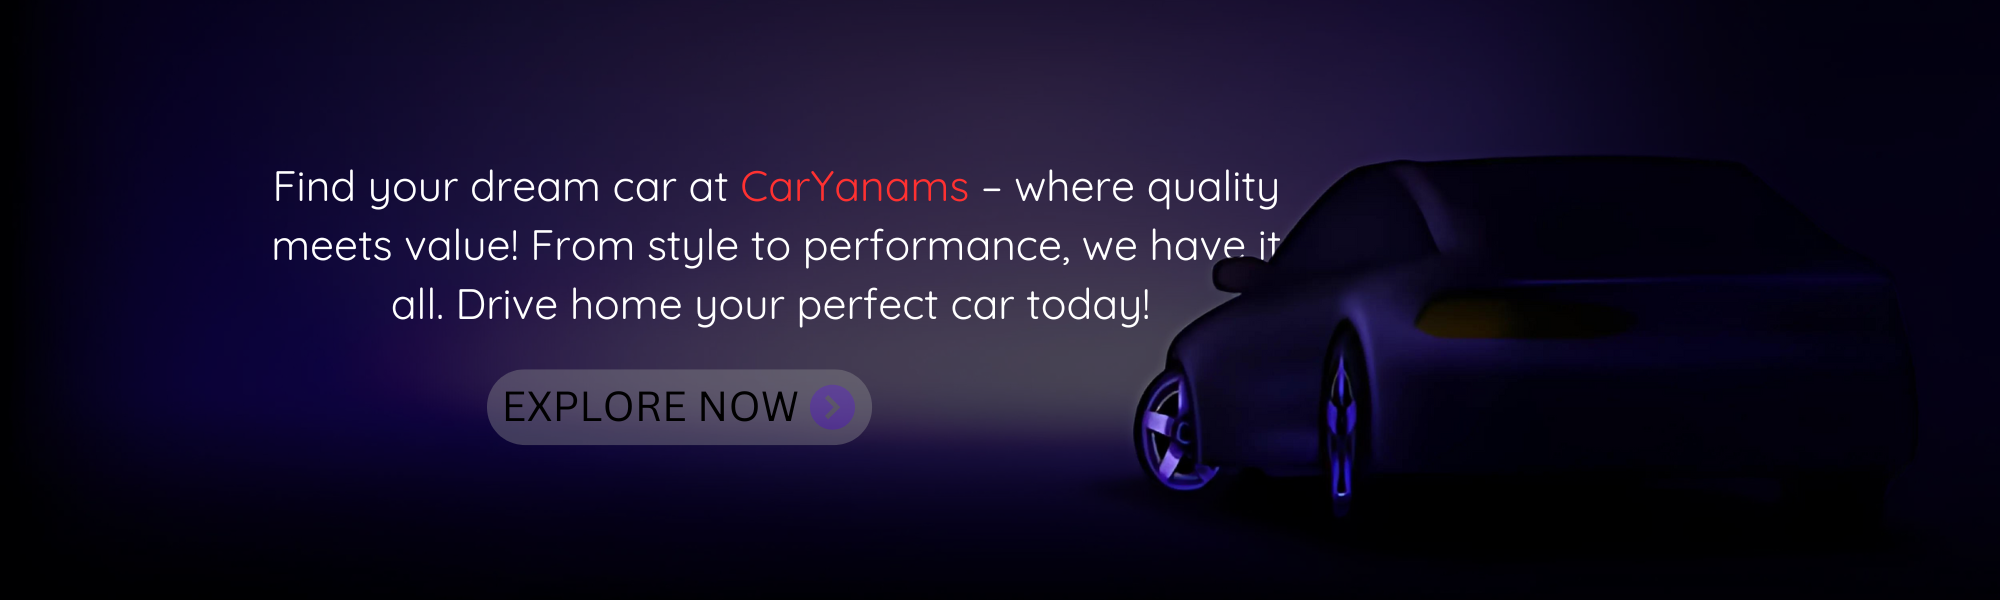 Find your dream car at CarYanams – where quality
meets value! From style to performance, we have it
all. Drive home your perfect car today!
EXPLORE NOW